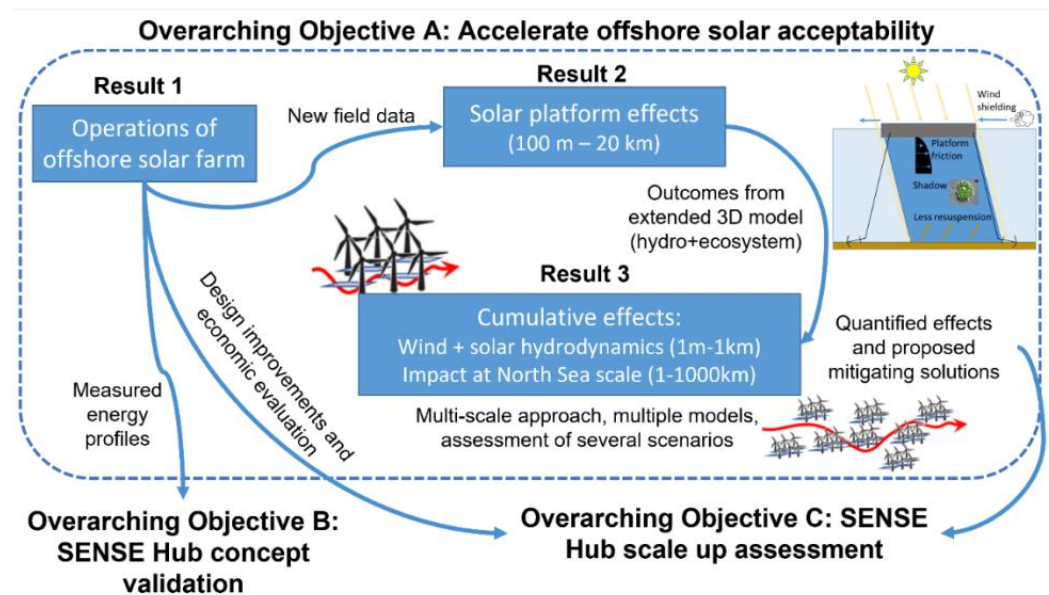 Overarching Objective A: Accelerate offshore solar acceptability
Result 1
Operations of
offshore solar farm
New field data
Result 2
Solar platform effects
(100 m – 20 km)
Wind
shielding
Platform
friction
Shadow
Less resuspension
Outcomes from
extended 3D model
(hydro+ecosystem)
Result 3
Cumulative effects:
Wind + solar hydrodynamics (1m-1km)
Impact at North Sea scale (1-1000km)
Quantified effects
and proposed
mitigating solutions
Multi-scale approach, multiple models,
assessment of several scenarios
Design improvements and
economic evaluation
Measured
energy
profiles
Overarching Objective B:
SENSE Hub concept
validation
Overarching Objective C: SENSE
Hub scale up assessment